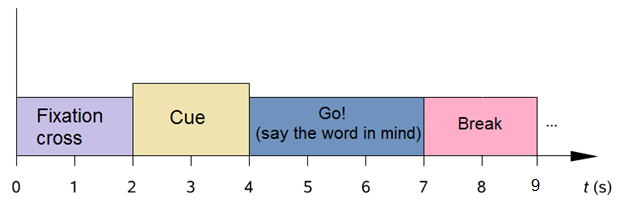 Fixation
cross
Cue
Go!
(say the word in mind)
Break
...
0 1 2 3 4 5 6 7 8 9 t (s)